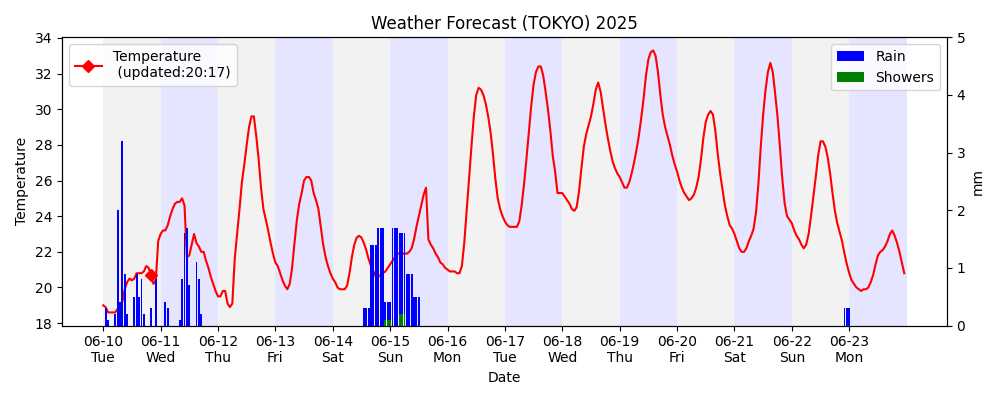 Weather Forecast (TOKYO) 2025
Temperature
(updated:20:17)
Rain
Showers
34
32
30
28
26
24
22
20
18
Temperature
5
4
3
2
1
0
mm
06-10 06-11 06-12 06-13 06-14 06-15 06-16 06-17 06-18 06-19 06-20 06-21 06-22 06-23
Tue Wed Thu Fri Sat Sun Mon Tue Wed Thu Fri Sat Sun Mon
Date